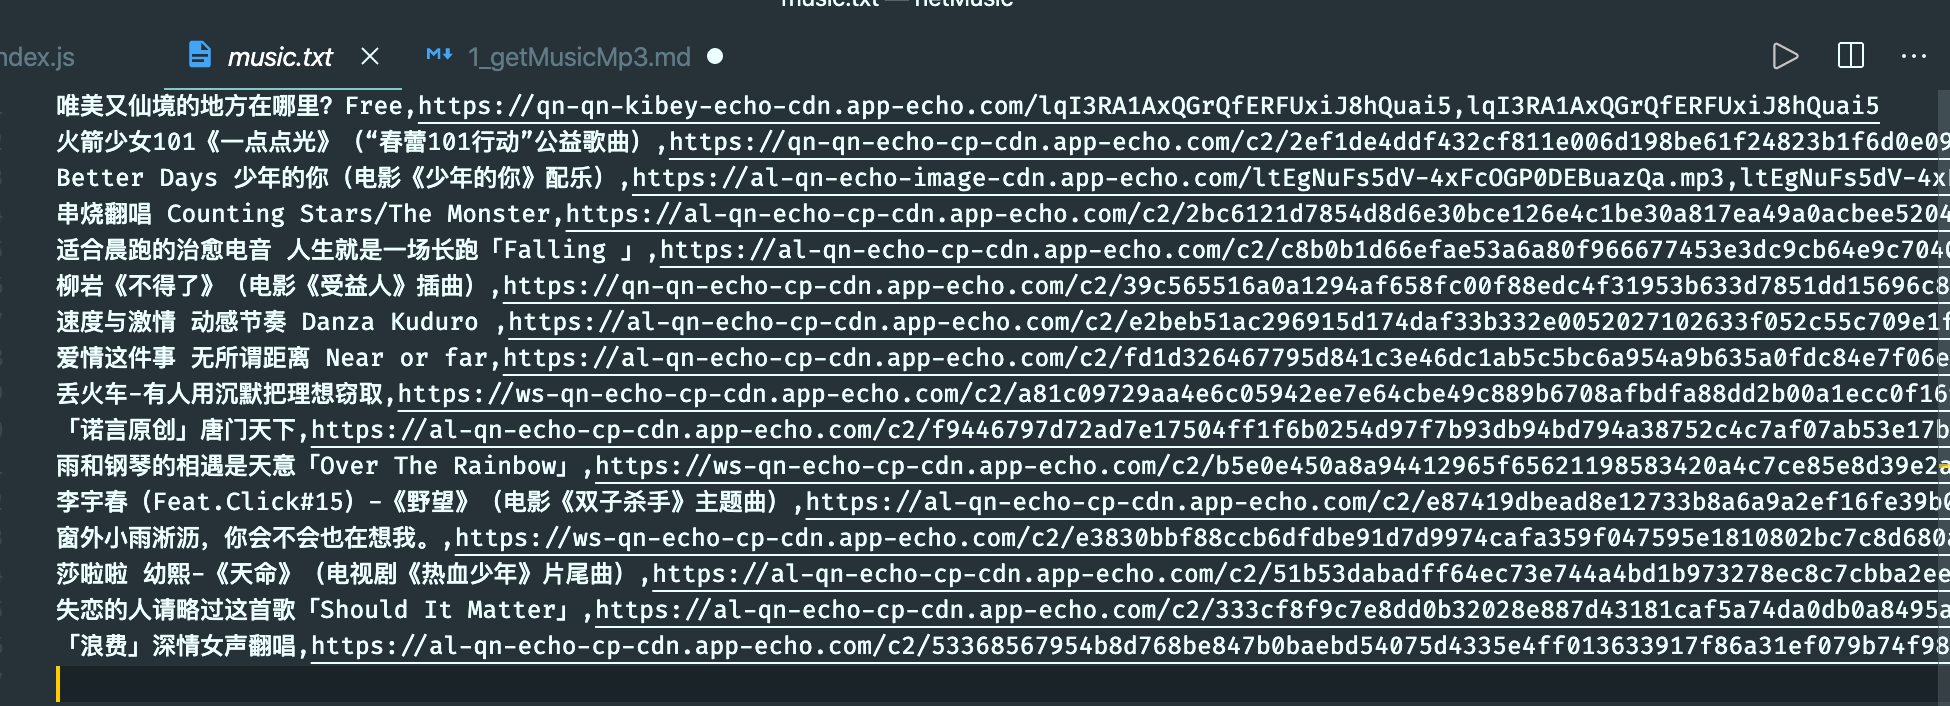 music.txt — netMusic
ndex.js
music.txt
1_getMusicMp3.md
唯美又仙境的地方在哪里? Free,https://qn-qn-kibey-echo-cdn.app-echo.com/lqI3RA1AxQGrQfERFUxiJ8hQuai5,lqI3RA1AxQGrQfERFUxiJ8hQuai5
火箭少女101《一点点光》（“春蕾101行动”公益歌曲）,https://qn-qn-echo-cp-cdn.app-echo.com/c2/2ef1de4ddf432cf811e006d198be61f24823b1f6d0e09
Better Days 少年的你（电影《少年的你》配乐）,https://al-qn-echo-image-cdn.app-echo.com/ltEgNuFs5dV-4xFcOGP0DEBuazQa.mp3,ltEgNuFs5dV-4x
串烧翻唱 Counting Stars/The Monster,https://al-qn-echo-cp-cdn.app-echo.com/c2/2bc6121d7854d8d6e30bce126e4c1be30a817ea49a0acbee5204
适合晨跑的治愈电音 人生就是一场长跑「Falling 」,https://al-qn-echo-cp-cdn.app-echo.com/c2/c8b0b1d66efae53a6a80f966677453e3dc9cb64e9c7040
柳岩《不得了》（电影《受益人》插曲）,https://qn-qn-echo-cp-cdn.app-echo.com/c2/39c565516a0a1294af658fc00f88edc4f31953b633d7851dd15696c8
速度与激情 动感节奏 Danza Kuduro ,https://al-qn-echo-cp-cdn.app-echo.com/c2/e2beb51ac296915d174daf33b332e0052027102633f052c55c709e1f
爱情这件事 无所谓距离 Near or far,https://al-qn-echo-cp-cdn.app-echo.com/c2/fd1d326467795d841c3e46dc1ab5c5bc6a954a9b635a0fdc84e7f06e
丢火车-有人用沉默把理想窃取,https://ws-qn-echo-cp-cdn.app-echo.com/c2/a81c09729aa4e6c05942ee7e64cbe49c889b6708afbdfa88dd2b00a1ecc0f16
「诺言原创」唐门天下,https://al-qn-echo-cp-cdn.app-echo.com/c2/f9446797d72ad7e17504ff1f6b0254d97f7b93db94bd794a38752c4c7af07ab53e17b
雨和钢琴的相遇是天意「Over The Rainbow」,https://ws-qn-echo-cp-cdn.app-echo.com/c2/b5e0e450a8a94412965f65621198583420a4c7ce85e8d39e2a
李宇春（Feat.Click#15）-《野望》（电影《双子杀手》主题曲）,https://al-qn-echo-cp-cdn.app-echo.com/c2/e87419dbead8e12733b8a6a9a2ef16fe39b0
窗外小雨淅沥，你会不会也在想我。,https://ws-qn-echo-cp-cdn.app-echo.com/c2/e3830bbf88ccb6dfdbe91d7d9974cafa359f047595e1810802bc7c8d680a
莎啦啦 幼熙-《天命》（电视剧《热血少年》片尾曲）,https://al-qn-echo-cp-cdn.app-echo.com/c2/51b53dabadff64ec73e744a4bd1b973278ec8c7cbba2ee
失恋的人请略过这首歌「Should It Matter」,https://al-qn-echo-cp-cdn.app-echo.com/c2/333cf8f9c7e8dd0b32028e887d43181caf5a74da0db0a8495a
「浪费」深情女声翻唱,https://al-qn-echo-cp-cdn.app-echo.com/c2/53368567954b8d768be847b0baebd54075d4335e4ff013633917f86a31ef079b74f98